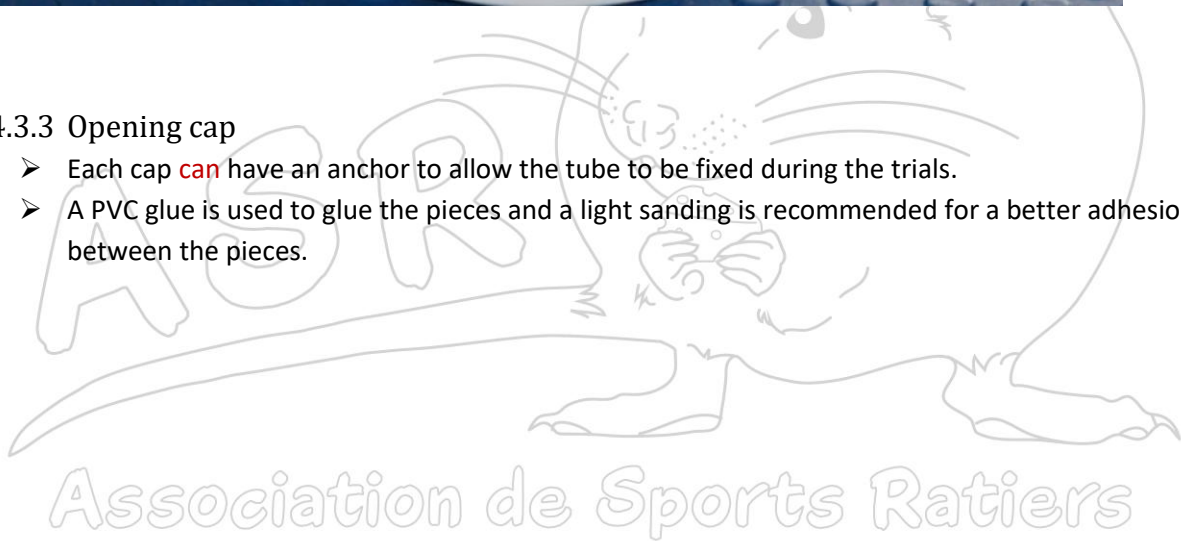 4.3.3 Opening cap
➢ Each cap can have an anchor to allow the tube to be fixed during the trials.
➢ A PVC glue is used to glue the pieces and a light sanding is recommended for a better adhesio
between the pieces.
ASR
Association de Sports Ratiers